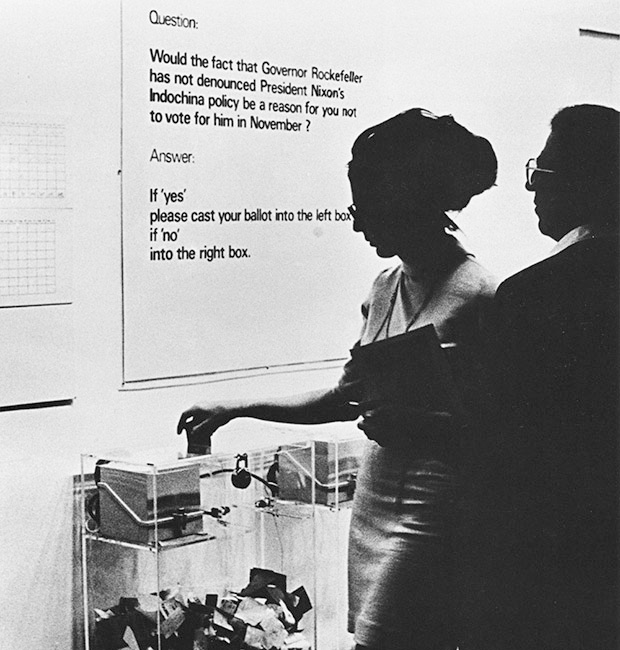 Question:
Would the fact that Governor Rockefeller
has not denounced President Nixon's
Indochina policy be a reason for you not
to vote for him in November ?
Answer:
If 'yes'
please cast your ballot into the left box
if 'no'
into the right box.